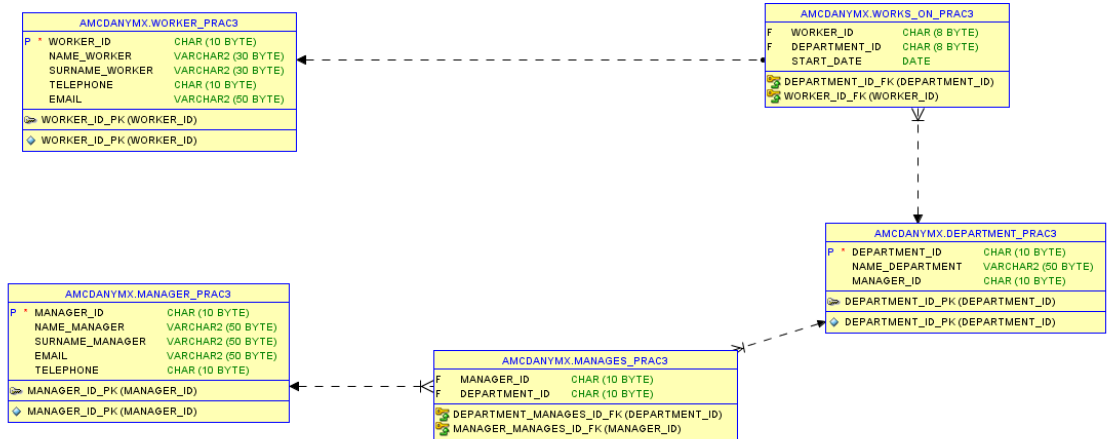 AMCDANYMX.WORKER_PRAC3
P * WORKER_ID CHAR (10 BYTE)
NAME_WORKER VARCHAR2 (30 BYTE)
SURNAME_WORKER VARCHAR2 (30 BYTE)
TELEPHONE CHAR (10 BYTE)
EMAIL VARCHAR2 (50 BYTE)
WORKER_ID_PK (WORKER_ID)
WORKER_ID_PK (WORKER_ID)
AMCDANYMX.WORKS_ON_PRAC3
F WORKER_ID CHAR (8 BYTE)
F DEPARTMENT_ID CHAR (8 BYTE)
START_DATE DATE
DEPARTMENT_ID_FK (DEPARTMENT_ID)
WORKER_ID_FK (WORKER_ID)
AMCDANYMX.DEPARTMENT_PRAC3
P * DEPARTMENT_ID CHAR (10 BYTE)
NAME_DEPARTMENT VARCHAR2 (50 BYTE)
MANAGER_ID CHAR (10 BYTE)
DEPARTMENT_ID_PK (DEPARTMENT_ID)
DEPARTMENT_ID_PK (DEPARTMENT_ID)
AMCDANYMX.MANAGER_PRAC3
P * MANAGER_ID CHAR (10 BYTE)
NAME_MANAGER VARCHAR2 (50 BYTE)
SURNAME_MANAGER VARCHAR2 (50 BYTE)
EMAIL VARCHAR2 (50 BYTE)
TELEPHONE CHAR (10 BYTE)
MANAGER_ID_PK (MANAGER_ID)
MANAGER_ID_PK (MANAGER_ID)
AMCDANYMX.MANAGES_PRAC3
F MANAGER_ID CHAR (10 BYTE)
F DEPARTMENT_ID CHAR (10 BYTE)
DEPARTMENT_MANAGES_ID_FK (DEPARTMENT_ID)
MANAGER_MANAGES_ID_FK (MANAGER_ID)